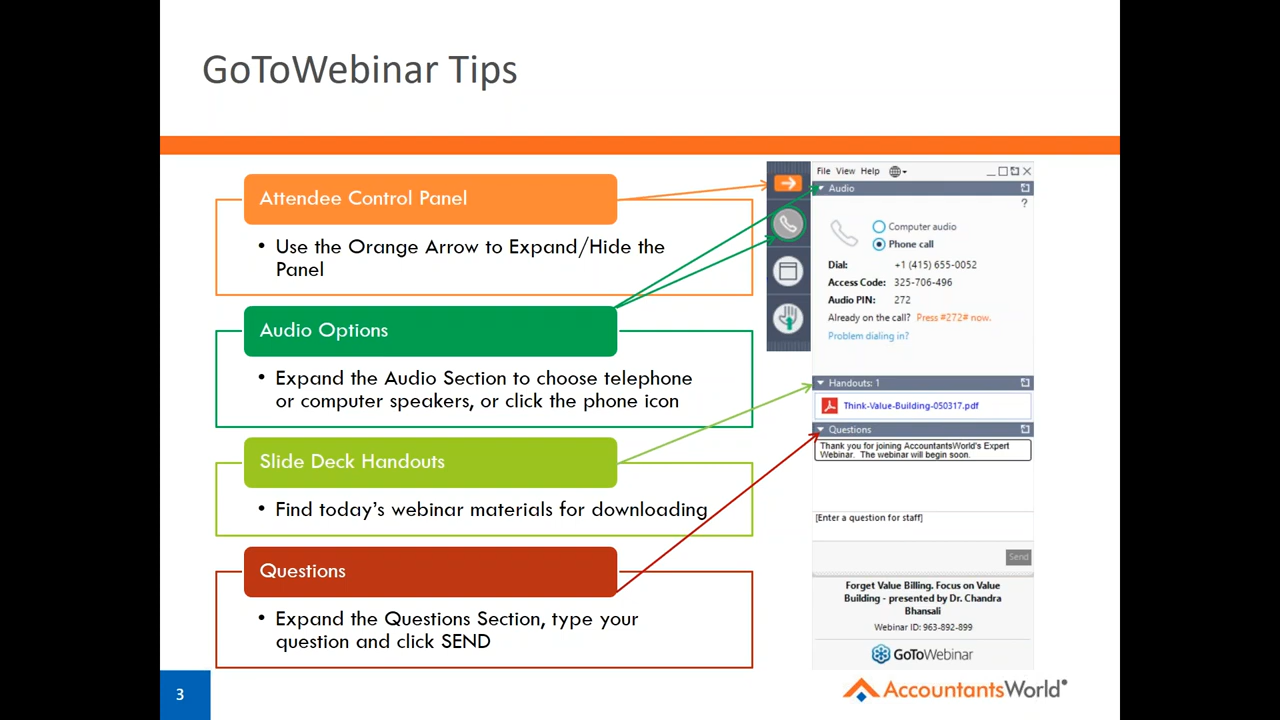 GoToWebinar Tips
Attendee Control Panel
• Use the Orange Arrow to Expand/Hide the
Panel
Audio Options
• Expand the Audio Section to choose telephone
or computer speakers, or click the phone icon
Slide Deck Handouts
• Find today's webinar materials for downloading
Questions
• Expand the Questions Section, type your
question and click SEND
File View Help
Audio
?
Computer audio
Phone call
Dial: +1 (415) 655-0052
Access Code: 325-706-496
Audio PIN: 272
Already on the call? Press #272# now.
Problem dialing in?
Handouts: 1
Think-Value-Building-050317.pdf
Questions
Thank you for joining AccountantsWorld's Expert
Webinar. The webinar will begin soon.
[Enter a question for staff]
Send
Forget Value Billing. Focus on Value
Building - presented by Dr. Chandra
Bhansali
Webinar ID: 963-892-899
GoToWebinar
3
AccountantsWorld